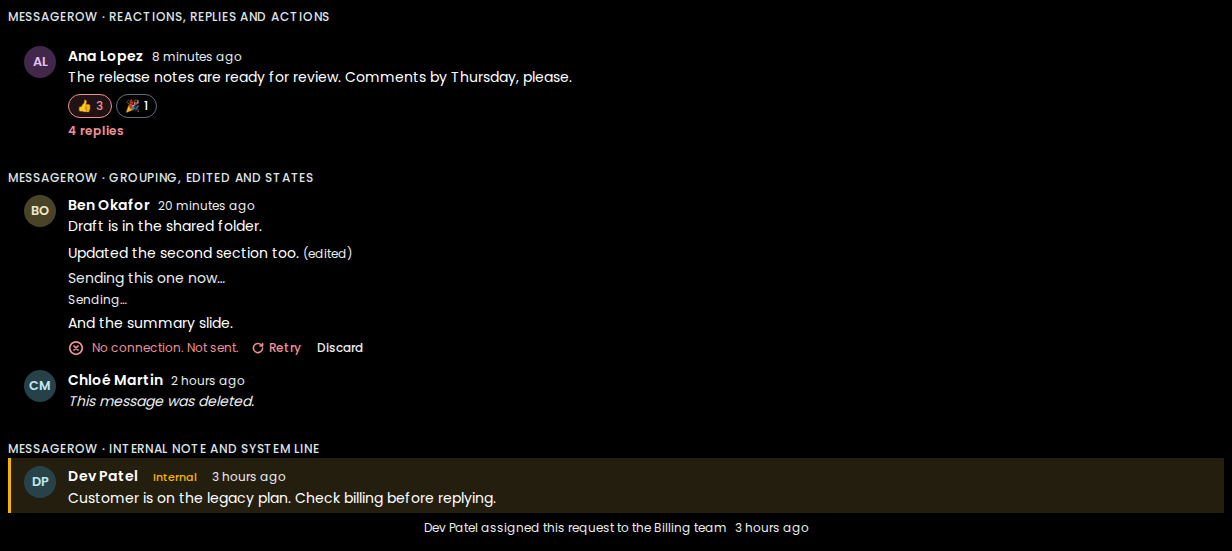 MESSAGEROW · REACTIONS, REPLIES AND ACTIONS
AL
Ana Lopez 8 minutes ago
The release notes are ready for review. Comments by Thursday, please.
👍 3 🎉 1
4 replies
MESSAGEROW · GROUPING, EDITED AND STATES
BO
Ben Okafor 20 minutes ago
Draft is in the shared folder.
Updated the second section too. (edited)
Sending this one now…
Sending…
And the summary slide.
No connection. Not sent. Retry Discard
CM
Chloé Martin 2 hours ago
This message was deleted.
MESSAGEROW · INTERNAL NOTE AND SYSTEM LINE
DP
Dev Patel Internal 3 hours ago
Customer is on the legacy plan. Check billing before replying.
Dev Patel assigned this request to the Billing team 3 hours ago